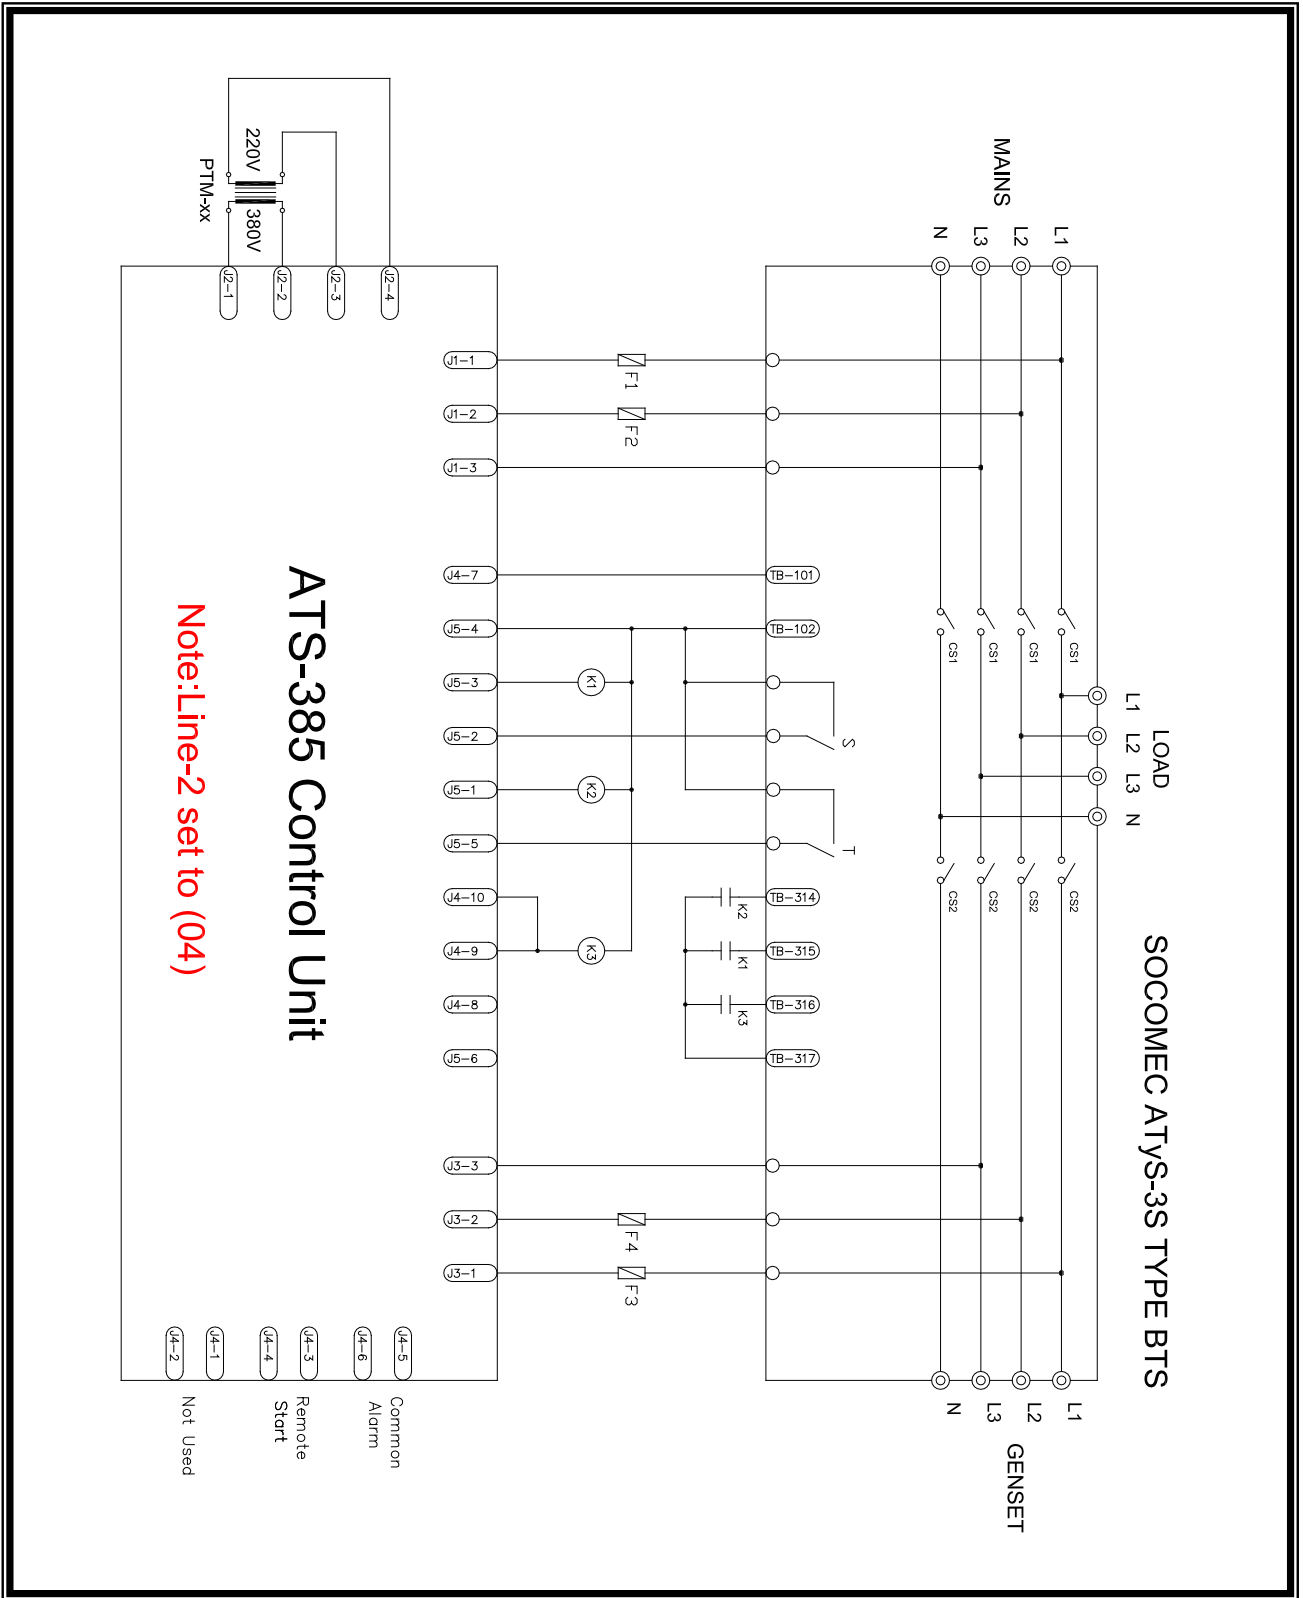 SOCOMEC ATyS-3S TYPE BTS
MAINS
LOAD
GENSET
L1
L2
L3
N
L1
L2
L3
N
L1
L2
L3
N
CS1
CS1
CS1
CS1
CS2
CS2
CS2
CS2
S
T
TB-101
TB-102
TB-314
TB-315
TB-316
TB-317
K2
K1
K3
F1
F2
F4
F3
K1
K2
K3
J1-1
J1-2
J1-3
J4-7
J5-4
J5-3
J5-2
J5-1
J5-5
J4-10
J4-9
J4-8
J5-6
J3-3
J3-2
J3-1
J2-4
J2-3
J2-2
J2-1
220V
380V
PTM-xx
ATS-385 Control Unit
Note:Line-2 set to (04)
J4-5
J4-6
J4-3
J4-4
J4-1
J4-2
Common
Alarm
Remote
Start
Not Used